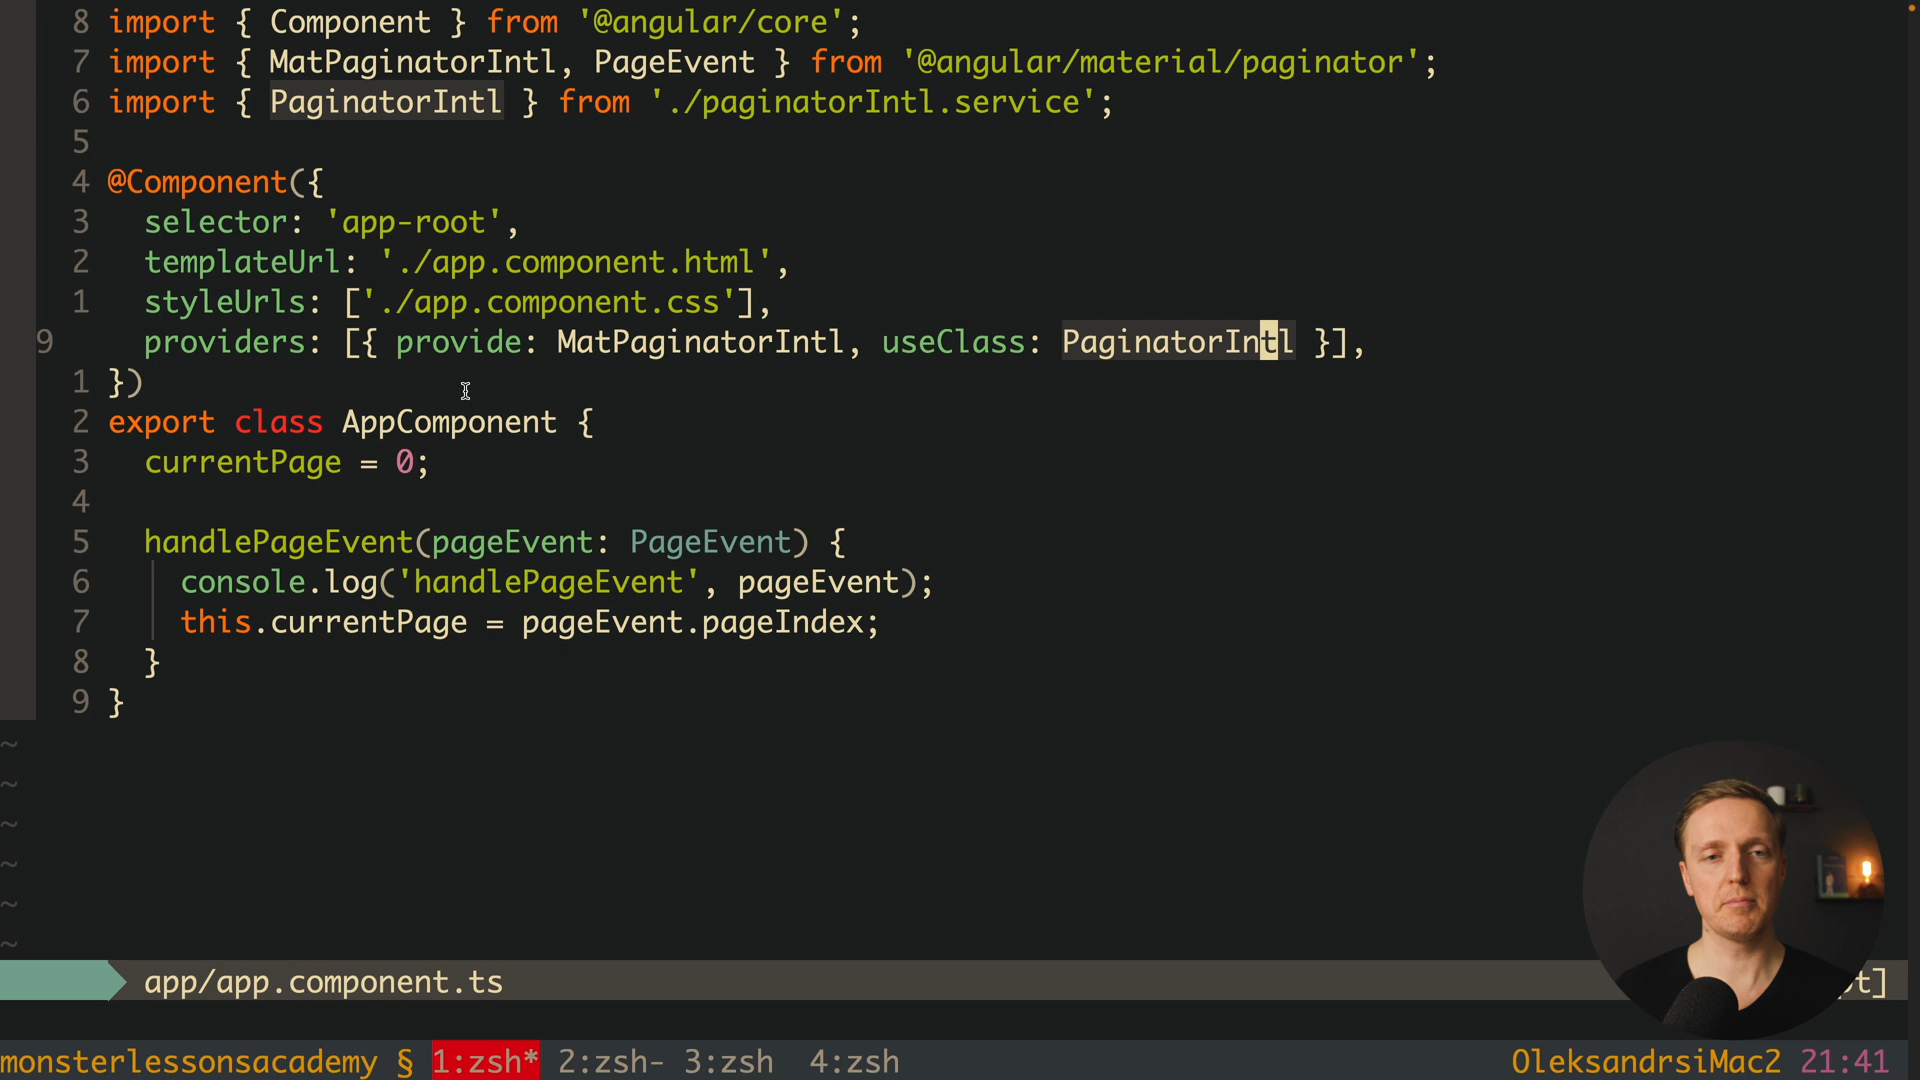 8 import { Component } from '@angular/core';
7 import { MatPaginatorIntl, PageEvent } from '@angular/material/paginator';
6 import { PaginatorIntl } from './paginatorIntl.service';
5
4 @Component({
3   selector: 'app-root',
2   templateUrl: './app.component.html',
1   styleUrls: ['./app.component.css'],
9   providers: [{ provide: MatPaginatorIntl, useClass: PaginatorIntl }],
1 })
2 export class AppComponent {
3   currentPage = 0;
4
5   handlePageEvent(pageEvent: PageEvent) {
6     console.log('handlePageEvent', pageEvent);
7     this.currentPage = pageEvent.pageIndex;
8   }
9 }
~
~
~
~
~
~
app/app.component.ts
monsterlessonsacademy § 1:zsh* 2:zsh- 3:zsh 4:zsh OleksandrsiMac2 21:41